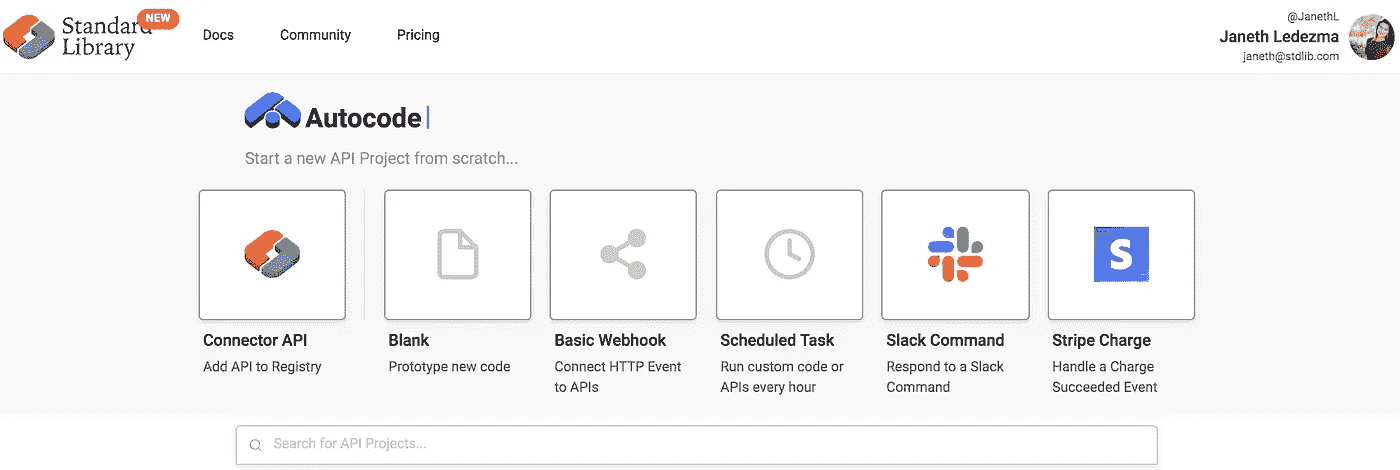 Standard
Library
NEW
Docs
Community
Pricing
@JanethL
Janeth Ledezma
janeth@stdlib.com
Autocode
Start a new API Project from scratch...
Connector API
Add API to Registry
Blank
Prototype new code
Basic Webhook
Connect HTTP Event
to APIs
Scheduled Task
Run custom code or
APIs every hour
Slack Command
Respond to a Slack
Command
S
Stripe Charge
Handle a Charge
Succeeded Event
Search for API Projects...